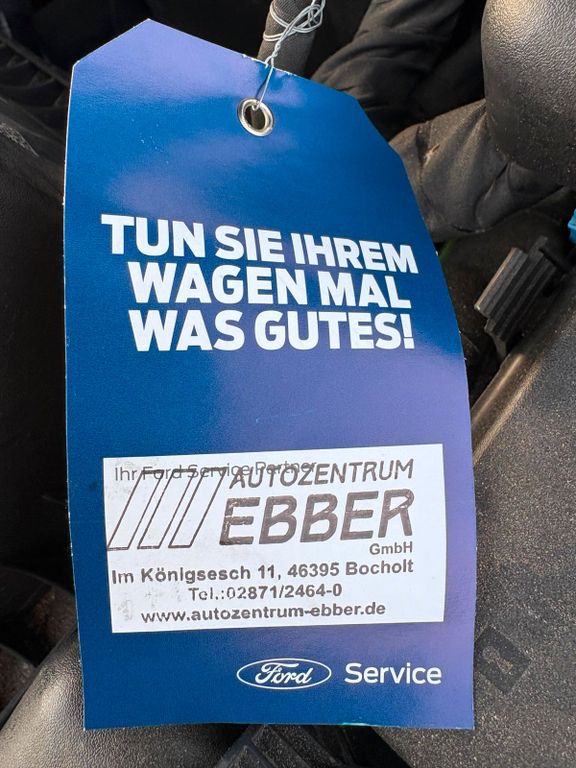 TUN SIE IHREM
WAGEN MAL
WAS GUTES!
Ihr Ford Service Partner
AUTOZENTRUM
EBBER
GmbH
Im Königsesch 11, 46395 Bocholt
Tel.:02871/2464-0
www.autozentrum-ebber.de
Ford Service